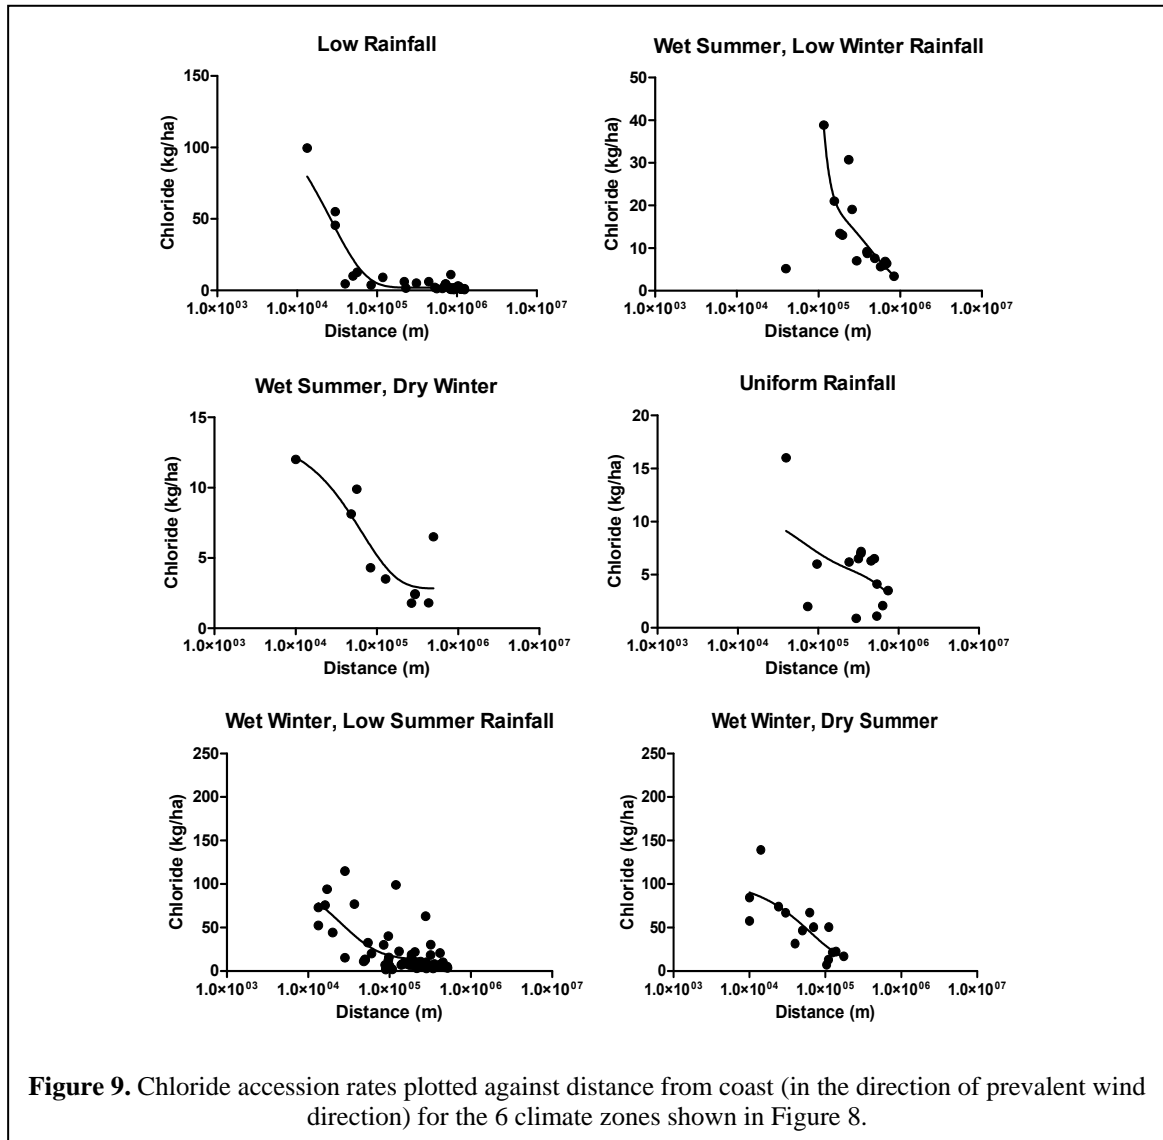 Low Rainfall
150
100
50
0
Chloride (kg/ha)
1.0×10⁰³ 1.0×10⁰⁴ 1.0×10⁰⁵ 1.0×10⁰⁶ 1.0×10⁰⁷
Distance (m)
Wet Summer, Low Winter Rainfall
50
40
30
20
10
0
Chloride (kg/ha)
1.0×10⁰³ 1.0×10⁰⁴ 1.0×10⁰⁵ 1.0×10⁰⁶ 1.0×10⁰⁷
Distance (m)
Wet Summer, Dry Winter
15
10
5
0
Chloride (kg/ha)
1.0×10⁰³ 1.0×10⁰⁴ 1.0×10⁰⁵ 1.0×10⁰⁶ 1.0×10⁰⁷
Distance (m)
Uniform Rainfall
20
15
10
5
0
Chloride (kg/ha)
1.0×10⁰³ 1.0×10⁰⁴ 1.0×10⁰⁵ 1.0×10⁰⁶ 1.0×10⁰⁷
Distance (m)
Wet Winter, Low Summer Rainfall
250
200
150
100
50
0
Chloride (kg/ha)
1.0×10⁰³ 1.0×10⁰⁴ 1.0×10⁰⁵ 1.0×10⁰⁶ 1.0×10⁰⁷
Distance (m)
Wet Winter, Dry Summer
250
200
150
100
50
0
Chloride (kg/ha)
1.0×10⁰³ 1.0×10⁰⁴ 1.0×10⁰⁵ 1.0×10⁰⁶ 1.0×10⁰⁷
Distance (m)
Figure 9. Chloride accession rates plotted against distance from coast (in the direction of prevalent wind
direction) for the 6 climate zones shown in Figure 8.